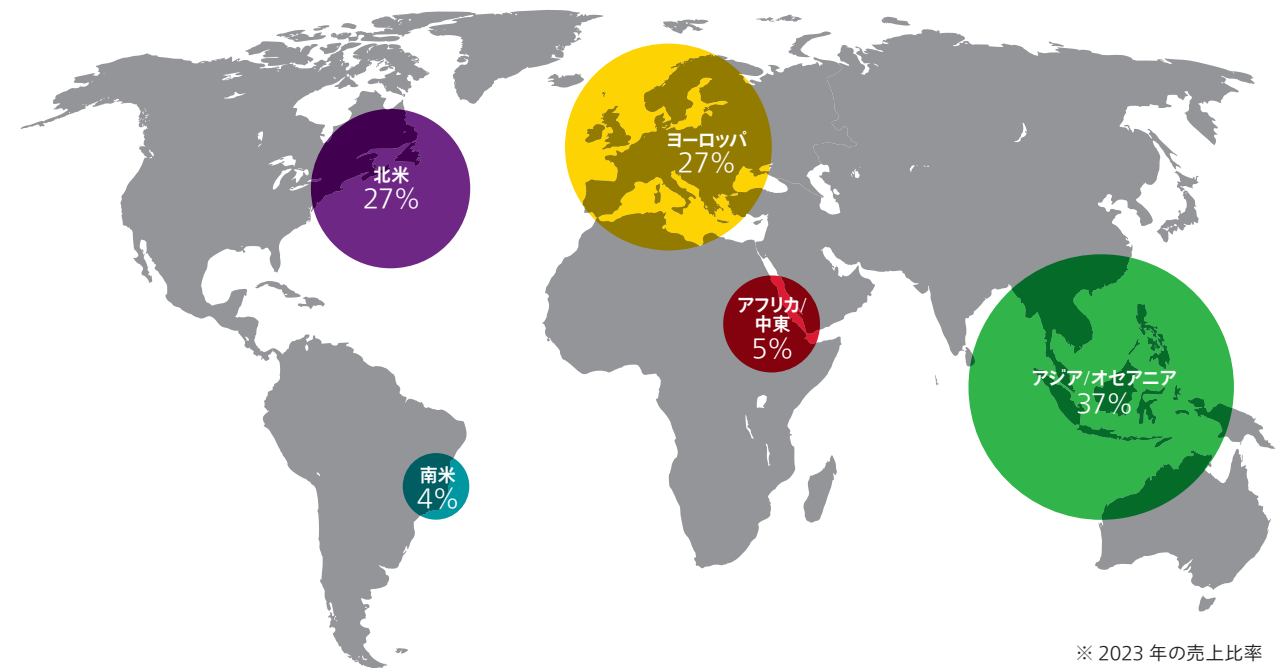 ヨーロッパ
27%
北米
27%
アフリカ/
中東
5%
アジア/オセアニア
37%
南米
4%
※ 2023 年の売上比率